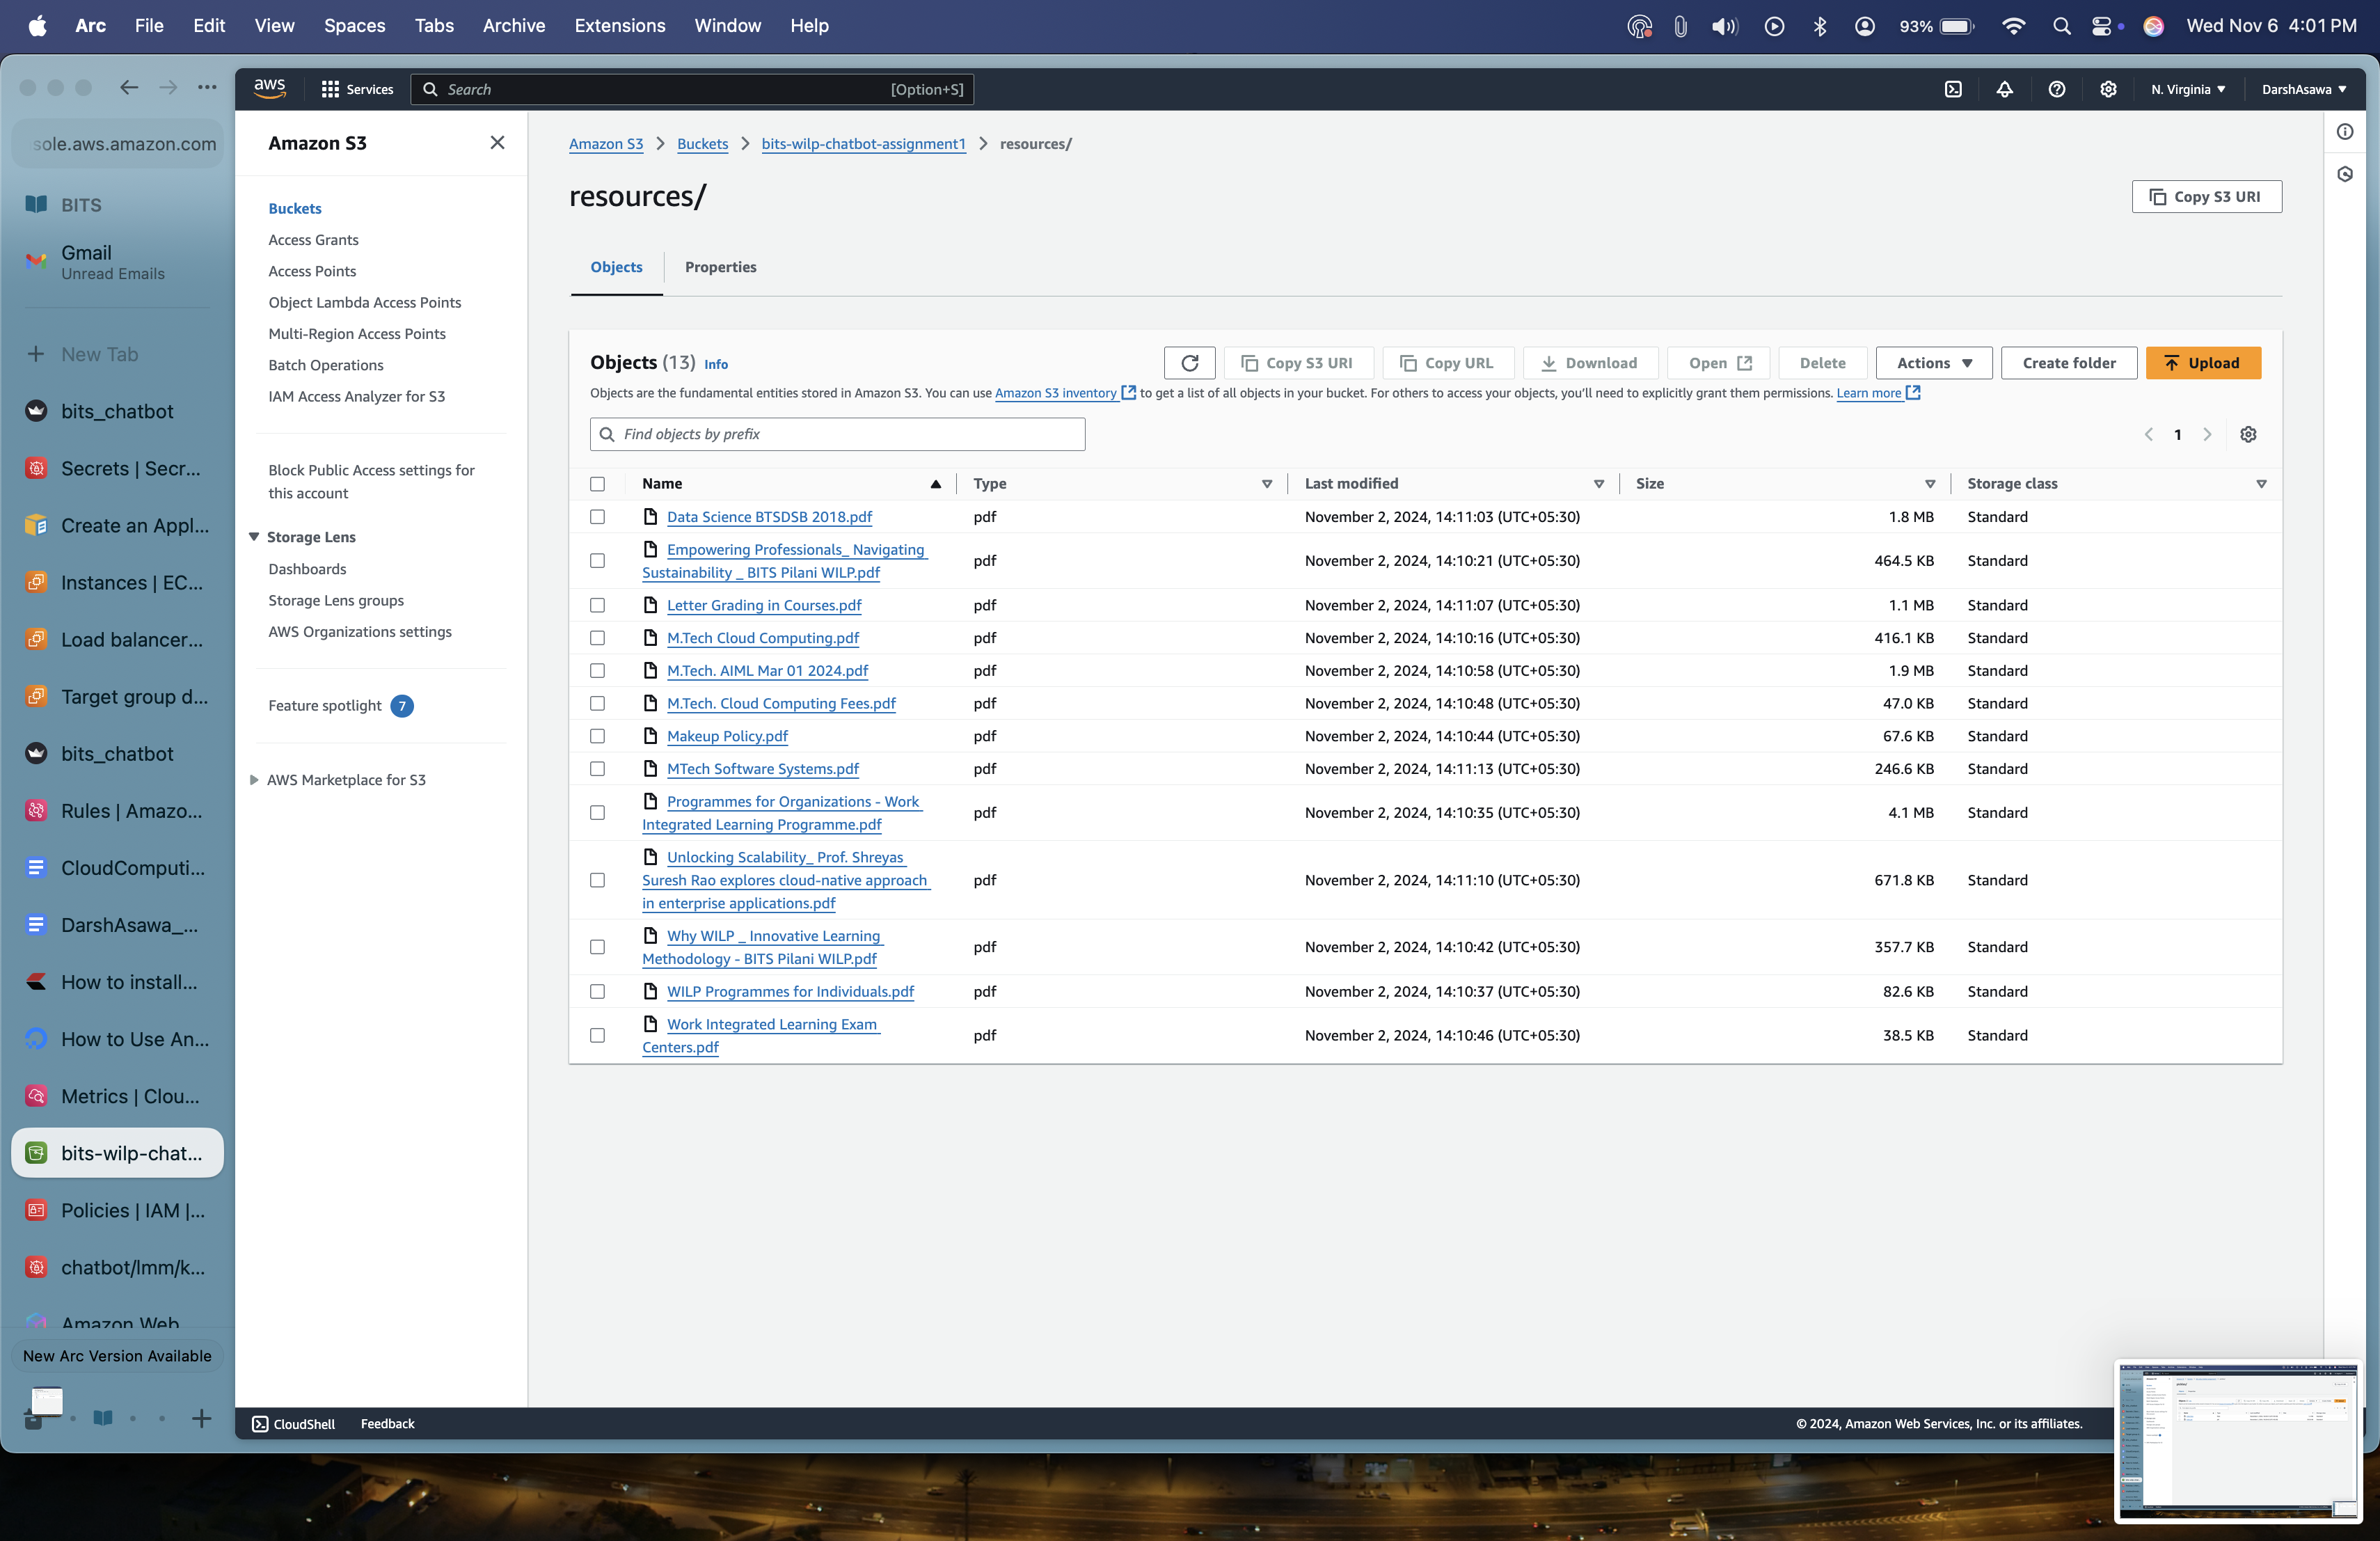 Arc File Edit View Spaces Tabs Archive Extensions Window Help 93% Wed Nov 6 4:01 PM
sole.aws.amazon.com
BITS
Gmail
Unread Emails
New Tab
bits_chatbot
Secrets | Secr...
Create an Appl...
Instances | EC...
Load balancer...
Target group d...
bits_chatbot
Rules | Amazo...
CloudComputi...
DarshAsawa_...
How to install...
How to Use An...
Metrics | Clou...
bits-wilp-chat...
Policies | IAM |...
chatbot/lmm/k...
Amazon Web
New Arc Version Available
aws Services Search [Option+S] N. Virginia DarshAsawa
Amazon S3
Buckets
Access Grants
Access Points
Object Lambda Access Points
Multi-Region Access Points
Batch Operations
IAM Access Analyzer for S3
Block Public Access settings for
this account
Storage Lens
Dashboards
Storage Lens groups
AWS Organizations settings
Feature spotlight 7
AWS Marketplace for S3
Amazon S3 > Buckets > bits-wilp-chatbot-assignment1 > resources/
resources/
Copy S3 URI
Objects Properties
Objects (13) Info Copy S3 URI Copy URL Download Open Delete Actions Create folder Upload
Objects are the fundamental entities stored in Amazon S3. You can use Amazon S3 inventory to get a list of all objects in your bucket. For others to access your objects, you'll need to explicitly grant them permissions. Learn more
Find objects by prefix 1
Name Type Last modified Size Storage class
Data Science BTSDSB 2018.pdf pdf November 2, 2024, 14:11:03 (UTC+05:30) 1.8 MB Standard
Empowering Professionals_ Navigating
Sustainability _ BITS Pilani WILP.pdf pdf November 2, 2024, 14:10:21 (UTC+05:30) 464.5 KB Standard
Letter Grading in Courses.pdf pdf November 2, 2024, 14:11:07 (UTC+05:30) 1.1 MB Standard
M.Tech Cloud Computing.pdf pdf November 2, 2024, 14:10:16 (UTC+05:30) 416.1 KB Standard
M.Tech. AIML Mar 01 2024.pdf pdf November 2, 2024, 14:10:58 (UTC+05:30) 1.9 MB Standard
M.Tech. Cloud Computing Fees.pdf pdf November 2, 2024, 14:10:48 (UTC+05:30) 47.0 KB Standard
Makeup Policy.pdf pdf November 2, 2024, 14:10:44 (UTC+05:30) 67.6 KB Standard
MTech Software Systems.pdf pdf November 2, 2024, 14:11:13 (UTC+05:30) 246.6 KB Standard
Programmes for Organizations - Work
Integrated Learning Programme.pdf pdf November 2, 2024, 14:10:35 (UTC+05:30) 4.1 MB Standard
Unlocking Scalability_ Prof. Shreyas
Suresh Rao explores cloud-native approach pdf November 2, 2024, 14:11:10 (UTC+05:30) 671.8 KB Standard
in enterprise applications.pdf
Why WILP _ Innovative Learning
Methodology - BITS Pilani WILP.pdf pdf November 2, 2024, 14:10:42 (UTC+05:30) 357.7 KB Standard
WILP Programmes for Individuals.pdf pdf November 2, 2024, 14:10:37 (UTC+05:30) 82.6 KB Standard
Work Integrated Learning Exam
Centers.pdf pdf November 2, 2024, 14:10:46 (UTC+05:30) 38.5 KB Standard
CloudShell Feedback © 2024, Amazon Web Services, Inc. or its affiliates.